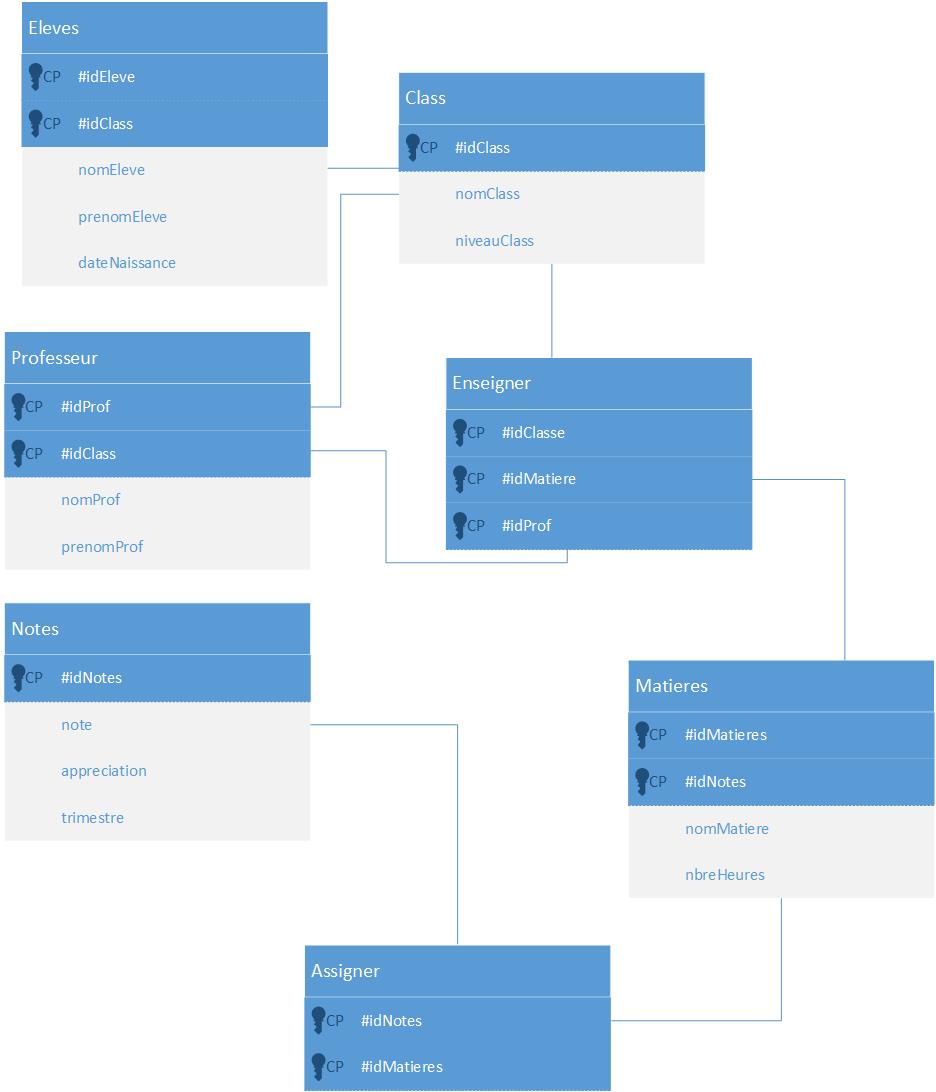 Eleves
CP #idEleve
CP #idClass
nomEleve
prenomEleve
dateNaissance
Class
CP #idClass
nomClass
niveauClass
Professeur
CP #idProf
CP #idClass
nomProf
prenomProf
Enseigner
CP #idClasse
CP #idMatiere
CP #idProf
Notes
CP #idNotes
note
appreciation
trimestre
Matieres
CP #idMatieres
CP #idNotes
nomMatiere
nbreHeures
Assigner
CP #idNotes
CP #idMatieres